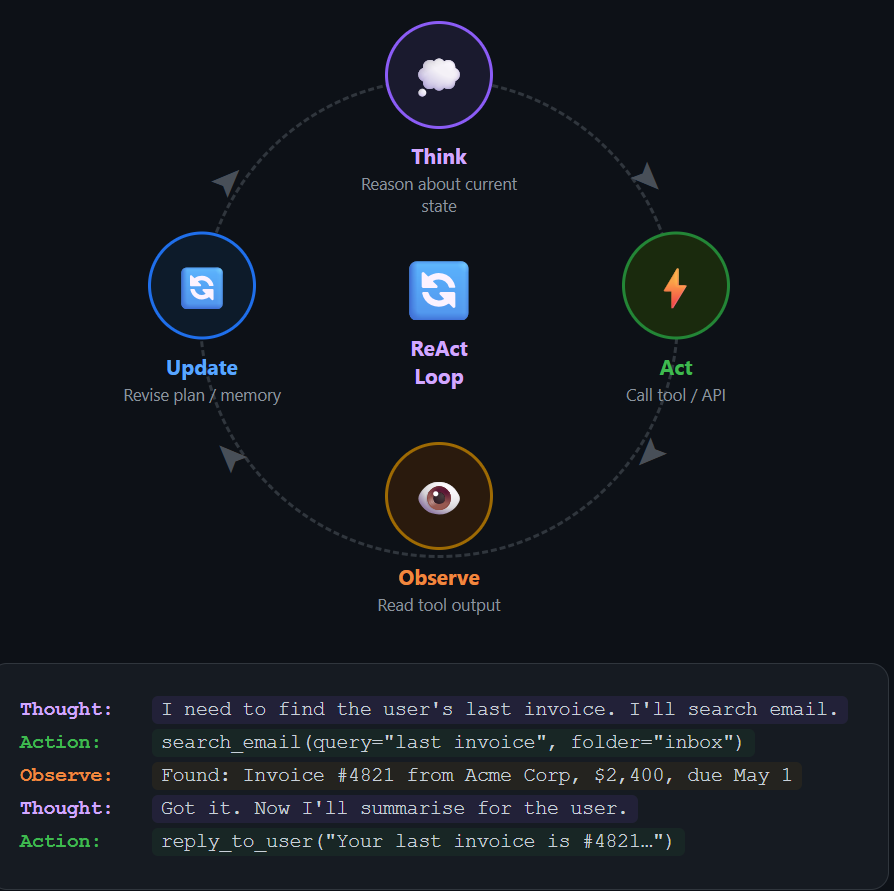 Think
Reason about current
state
Update
Revise plan / memory
ReAct
Loop
Act
Call tool / API
Observe
Read tool output
Thought: I need to find the user's last invoice. I'll search email.
Action: search_email(query="last invoice", folder="inbox")
Observe: Found: Invoice #4821 from Acme Corp, $2,400, due May 1
Thought: Got it. Now I'll summarise for the user.
Action: reply_to_user("Your last invoice is #4821…")